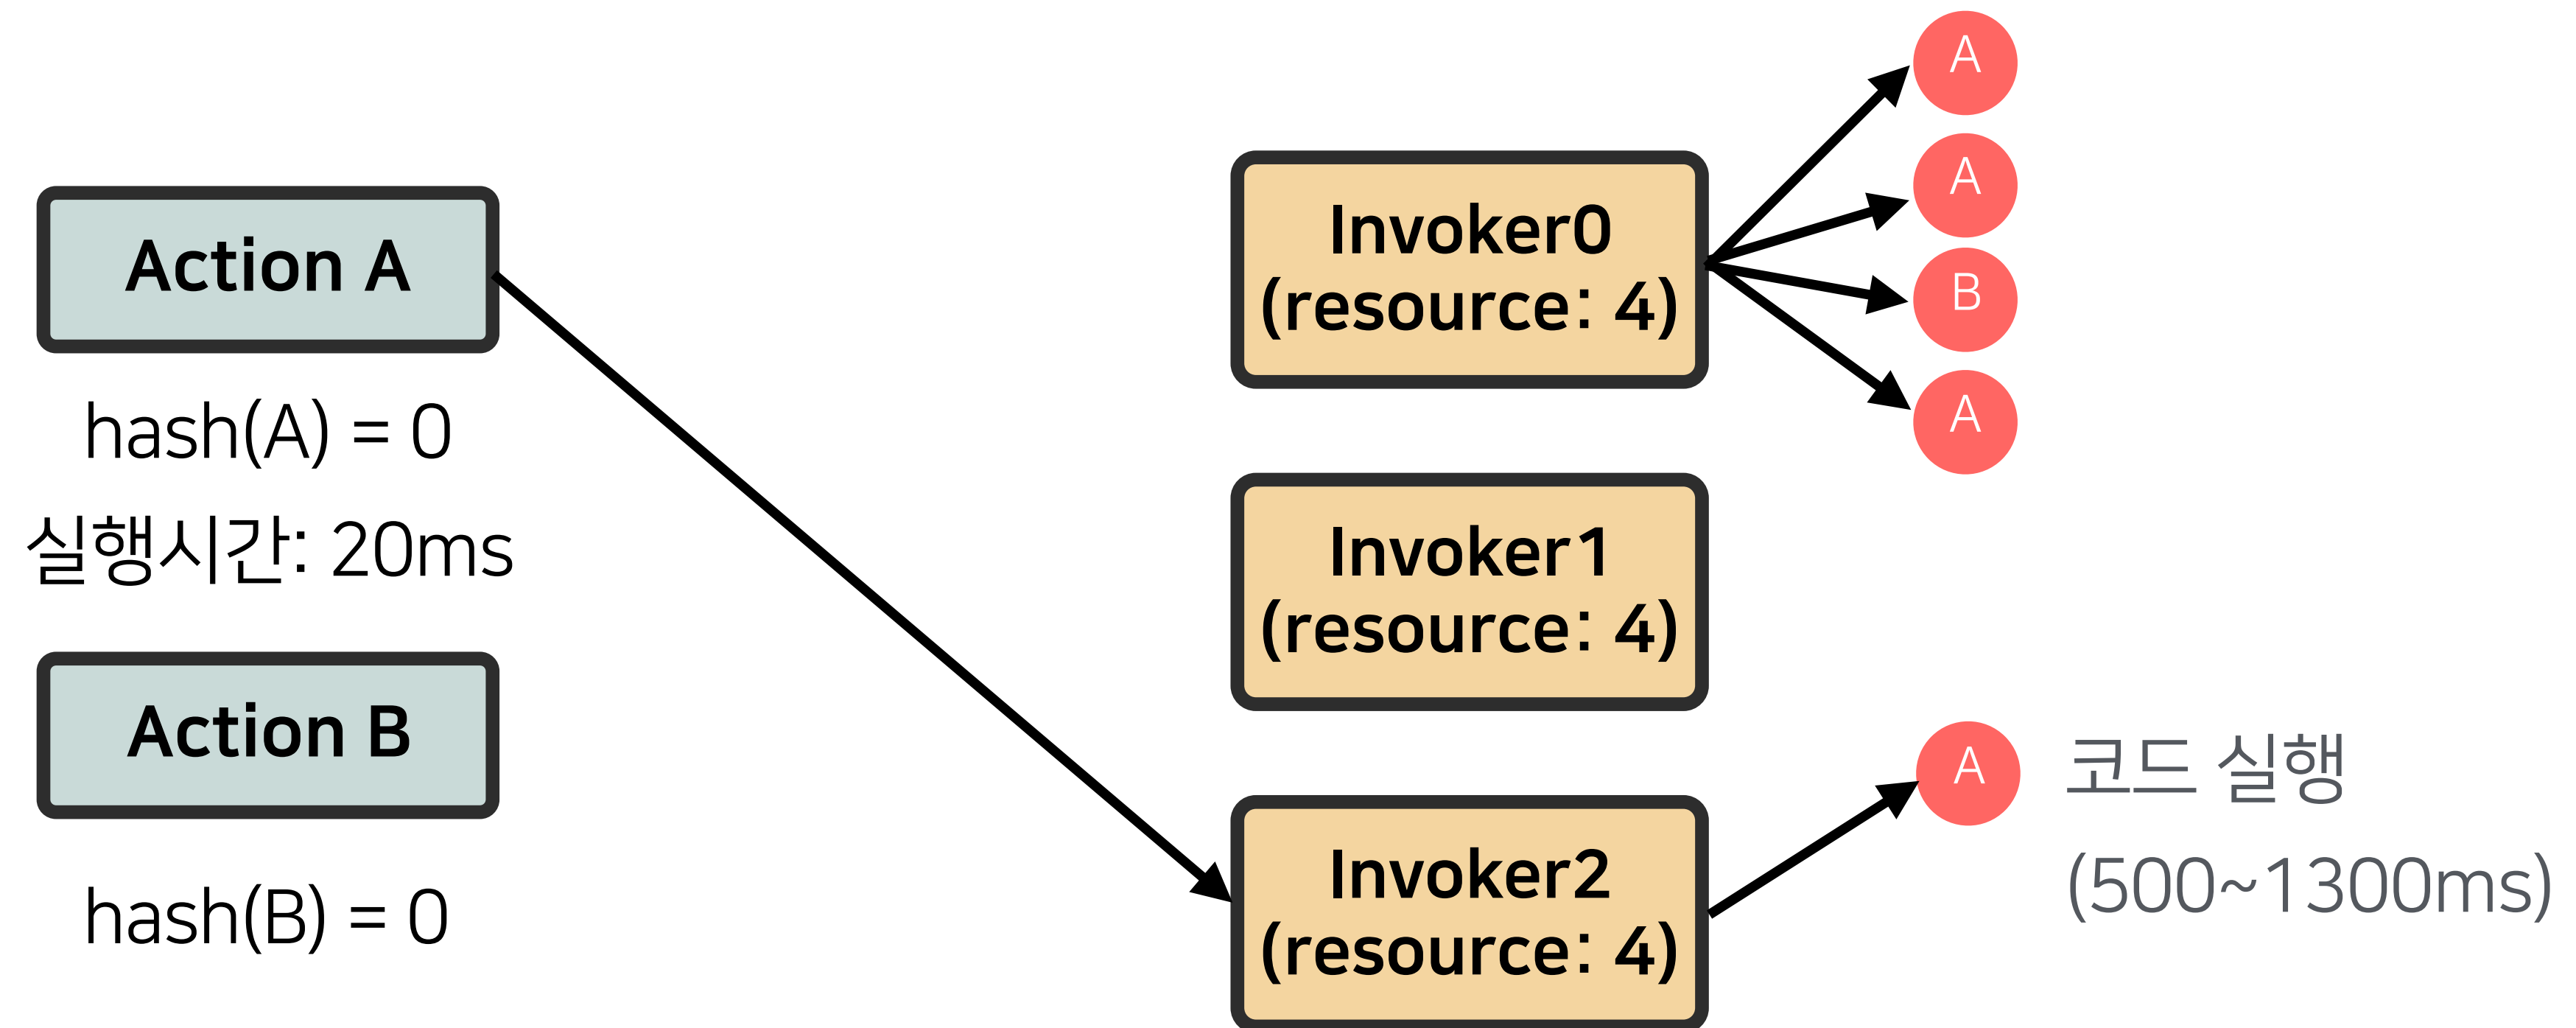 Action A
hash(A) = 0
실행시간: 20ms
Action B
hash(B) = 0
Invoker0
(resource: 4)
Invoker1
(resource: 4)
Invoker2
(resource: 4)
A
A
B
A
A
코드 실행
(500~1300ms)